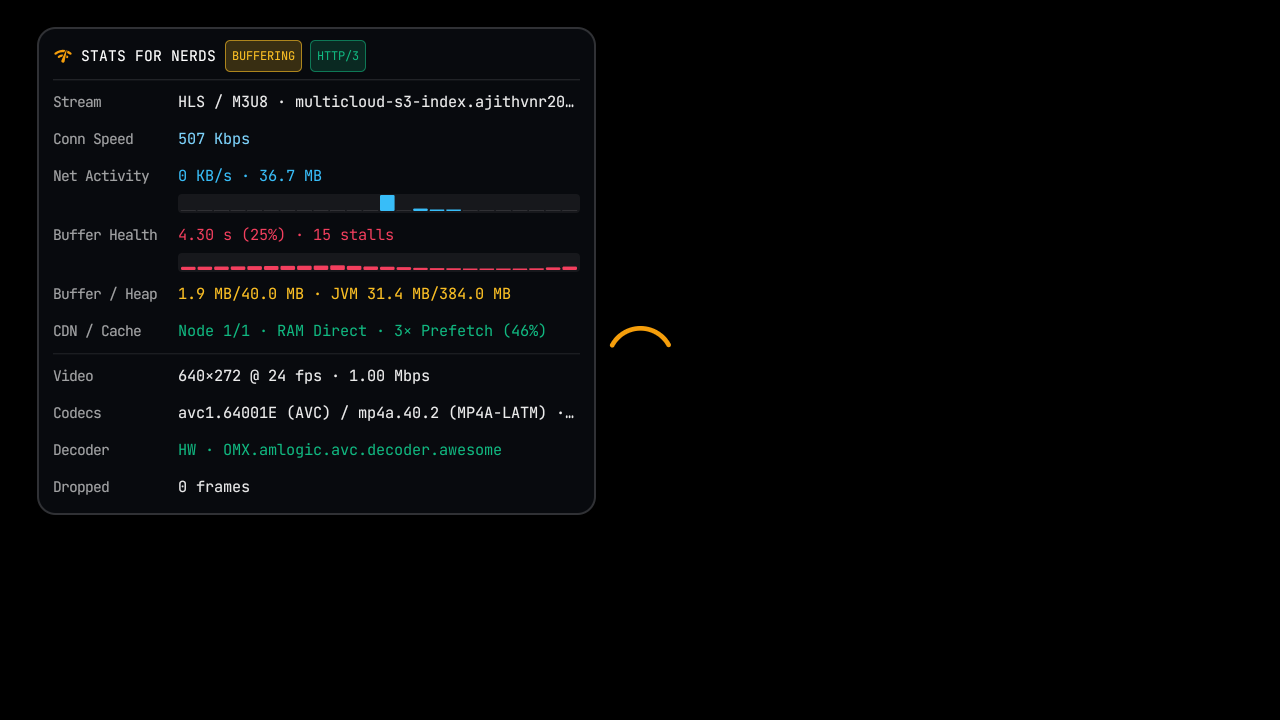 STATS FOR NERDS BUFFERING HTTP/3
Stream HLS / M3U8 · multicloud-s3-index.ajithvnr20…
Conn Speed 507 Kbps
Net Activity 0 KB/s · 36.7 MB
Buffer Health 4.30 s (25%) · 15 stalls
Buffer / Heap 1.9 MB/40.0 MB · JVM 31.4 MB/384.0 MB
CDN / Cache Node 1/1 · RAM Direct · 3× Prefetch (46%)
Video 640×272 @ 24 fps · 1.00 Mbps
Codecs avc1.64001E (AVC) / mp4a.40.2 (MP4A-LATM) ·…
Decoder HW · OMX.amlogic.avc.decoder.awesome
Dropped 0 frames